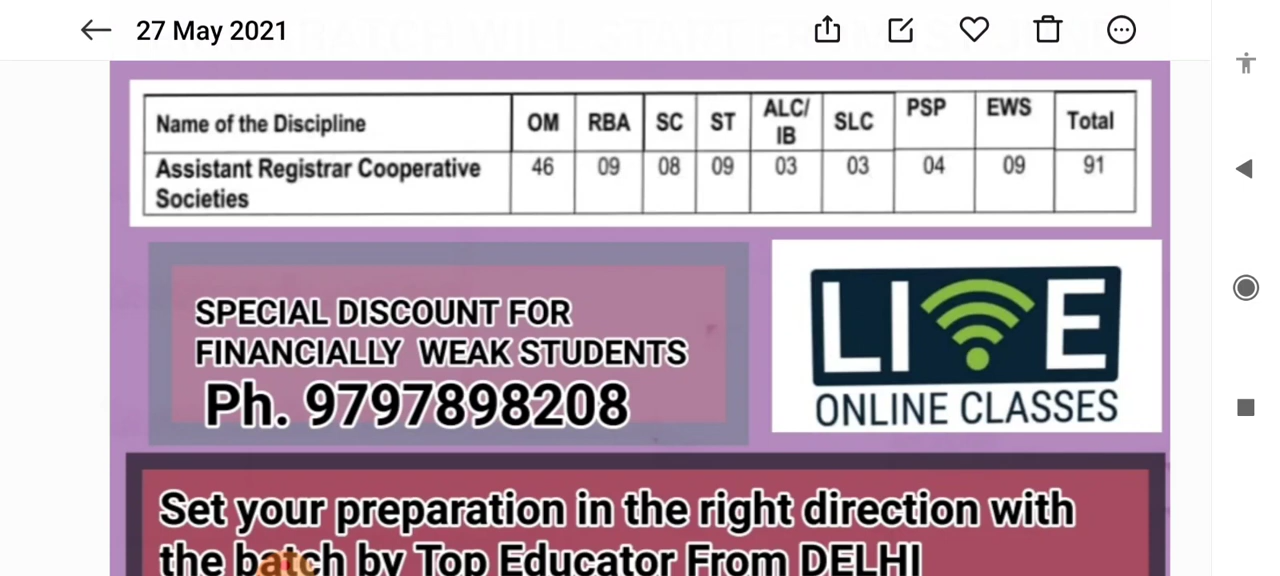 27 May 2021
Name of the Discipline OM RBA SC ST ALC/ IB SLC PSP EWS Total
Assistant Registrar Cooperative Societies 46 09 08 09 03 03 04 09 91
SPECIAL DISCOUNT FOR
FINANCIALLY WEAK STUDENTS
Ph. 9797898208
LIVE
ONLINE CLASSES
Set your preparation in the right direction with
the batch by Top Educator From DELHI